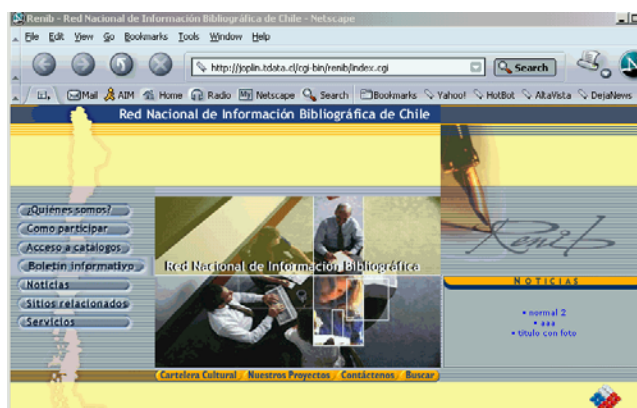 Renib - Red Nacional de Información Bibliográfica de Chile - Netscape
File Edit View Go Bookmarks Tools Window Help
http://joplin.tdata.cl/cgi-bin/renib/index.cgi Search
Mail AIM Home Radio My Netscape Search Bookmarks Yahoo! HotBot AltaVista DejaNews
Red Nacional de Información Bibliográfica de Chile
¿Quiénes somos?
Como participar
Acceso a catálogos
Boletín informativo
Noticias
Sitios relacionados
Servicios
Red Nacional de Información Bibliográfica
Renib
NOTICIAS
• normal 2
• aaa
• titulo con foto
Cartelera Cultural / Nuestros Proyectos / Contáctenos / Buscar